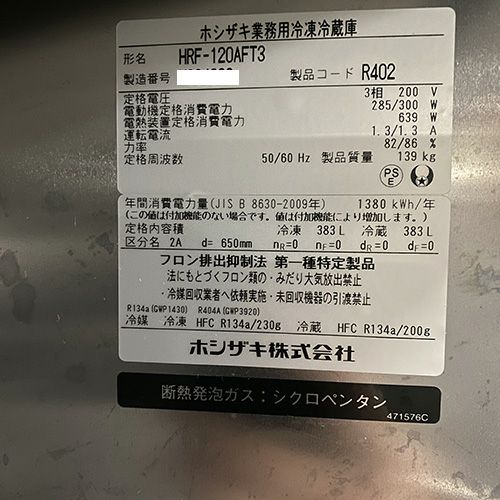 ホシザキ業務用冷凍冷蔵庫
形名 HRF-120AFT3
製造番号 製品コード R402
定格電圧 3相 200 V
電動機定格消費電力 285/300 W
電熱装置定格消費電力 639 W
運転電流 1.3/1.3 A
力率 82/86 %
定格周波数 50/60 Hz 製品質量 139 kg
PS
E
年間消費電力量(JIS B 8630-2009年) 1380 kWh/年
(この値は付加機能のない場合です。値は付加機能により増加します。)
定格内容積 冷凍 383 L 冷蔵 383 L
区分名 2A d= 650mm nR=0 nF=0 dR=0 dF=0
フロン排出抑制法 第一種特定製品
法にもとづくフロン類の・みだり大気放出禁止
・冷媒回収業者へ依頼実施・未回収機器の引渡禁止
R134a(GWP1430) R404A(GWP3920)
冷媒 冷凍 HFC R134a/230g 冷蔵 HFC R134a/200g
ホシザキ株式会社
断熱発泡ガス：シクロペンタン
471576C